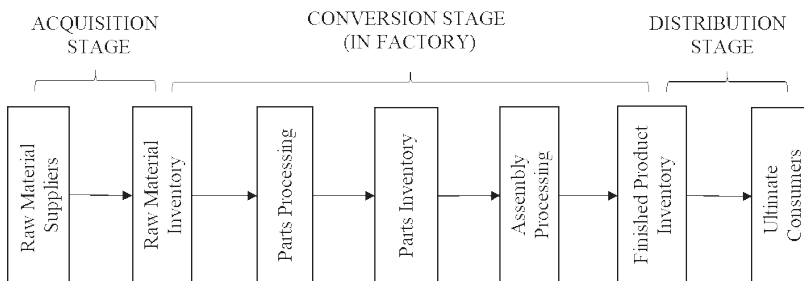 ACQUISITION
STAGE
CONVERSION STAGE
(IN FACTORY)
DISTRIBUTION
STAGE
Raw Material
Suppliers
Raw Material
Inventory
Parts Processing
Parts Inventory
Assembly
Processing
Finished Product
Inventory
Ultimate
Consumers